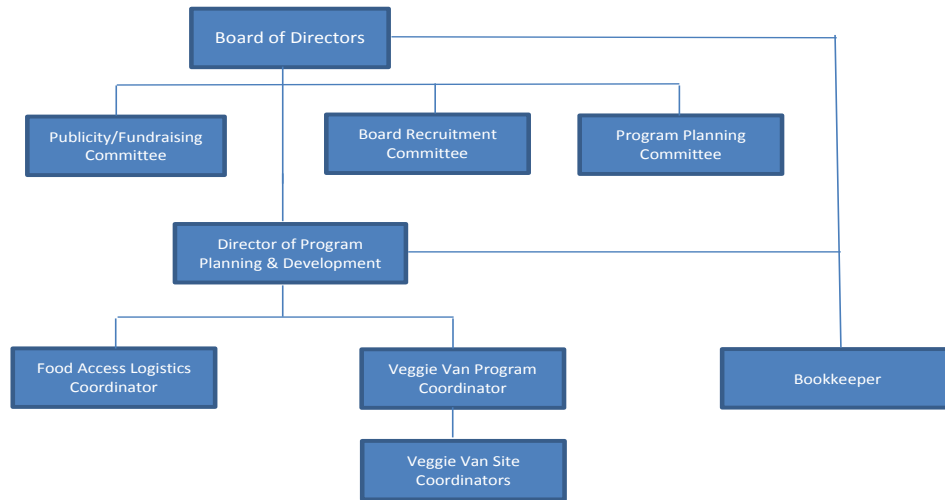 Board of Directors
Publicity/Fundraising
Committee
Board Recruitment
Committee
Program Planning
Committee
Director of Program
Planning & Development
Food Access Logistics
Coordinator
Veggie Van Program
Coordinator
Bookkeeper
Veggie Van Site
Coordinators